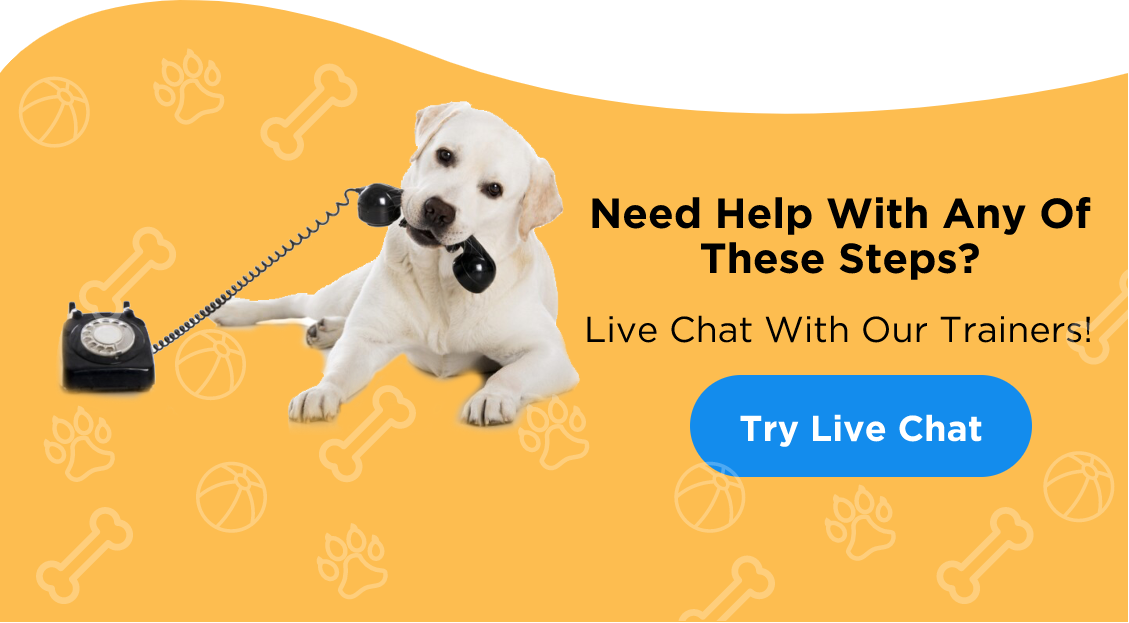 Need Help With Any Of
These Steps?
Live Chat With Our Trainers!
Try Live Chat